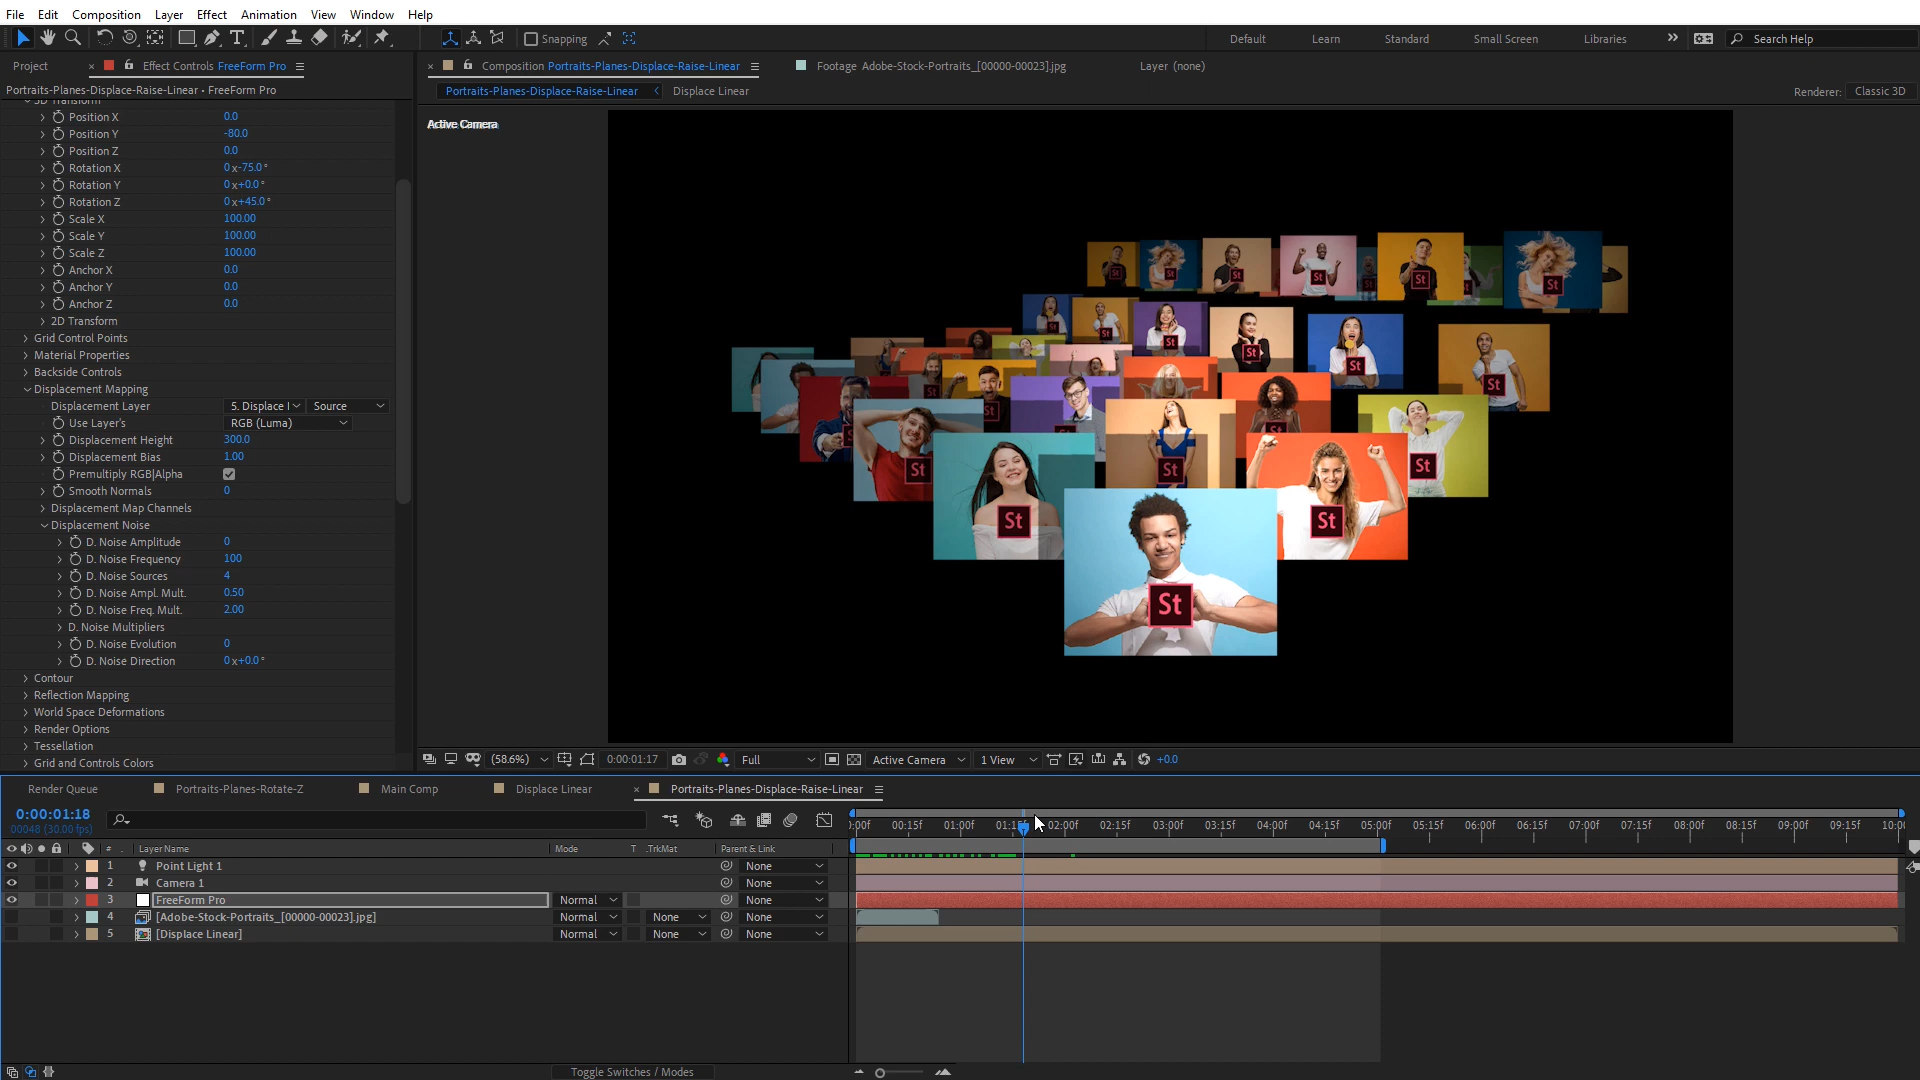 File Edit Composition Layer Effect Animation View Window Help
Snapping
Default Learn Standard Small Screen Libraries Search Help
Project Effect Controls FreeForm Pro
Composition Portraits-Planes-Displace-Raise-Linear Footage Adobe-Stock-Portraits_[00000-00023].jpg Layer (none)
Portraits-Planes-Displace-Raise-Linear • FreeForm Pro
Portraits-Planes-Displace-Raise-Linear Displace Linear Renderer: Classic 3D
3D Transform
Position X 0.0
Position Y -80.0
Position Z 0.0
Rotation X 0x-75.0°
Rotation Y 0x+0.0°
Rotation Z 0x+45.0°
Scale X 100.00
Scale Y 100.00
Scale Z 100.00
Anchor X 0.0
Anchor Y 0.0
Anchor Z 0.0
2D Transform
Grid Control Points
Material Properties
Backside Controls
Displacement Mapping
Displacement Layer 5. Displace l Source
Use Layer's RGB (Luma)
Displacement Height 300.0
Displacement Bias 1.00
Premultiply RGB|Alpha
Smooth Normals 0
Displacement Map Channels
Displacement Noise
D. Noise Amplitude 0
D. Noise Frequency 100
D. Noise Sources 4
D. Noise Ampl. Mult. 0.50
D. Noise Freq. Mult. 2.00
D. Noise Multipliers
D. Noise Evolution 0
D. Noise Direction 0x+0.0°
Contour
Reflection Mapping
World Space Deformations
Render Options
Tessellation
Grid and Controls Colors
Active Camera
St
St
St
St
St
St
St
St
St
St
St
St
St
(58.6%) 0:00:01:17 Full Active Camera 1 View +0.0
Render Queue Portraits-Planes-Rotate-Z Main Comp Displace Linear Portraits-Planes-Displace-Raise-Linear
0:00:01:18
00048 (30.00 fps)
:00f 00:15f 01:00f 01:15f 02:00f 02:15f 03:00f 03:15f 04:00f 04:15f 05:00f 05:15f 06:00f 06:15f 07:00f 07:15f 08:00f 08:15f 09:00f 09:15f 10:00
# Layer Name Mode T .TrkMat Parent & Link
1 Point Light 1 None
2 Camera 1 None
3 FreeForm Pro Normal None
4 [Adobe-Stock-Portraits_[00000-00023].jpg] Normal None None
5 [Displace Linear] Normal None None
Toggle Switches / Modes